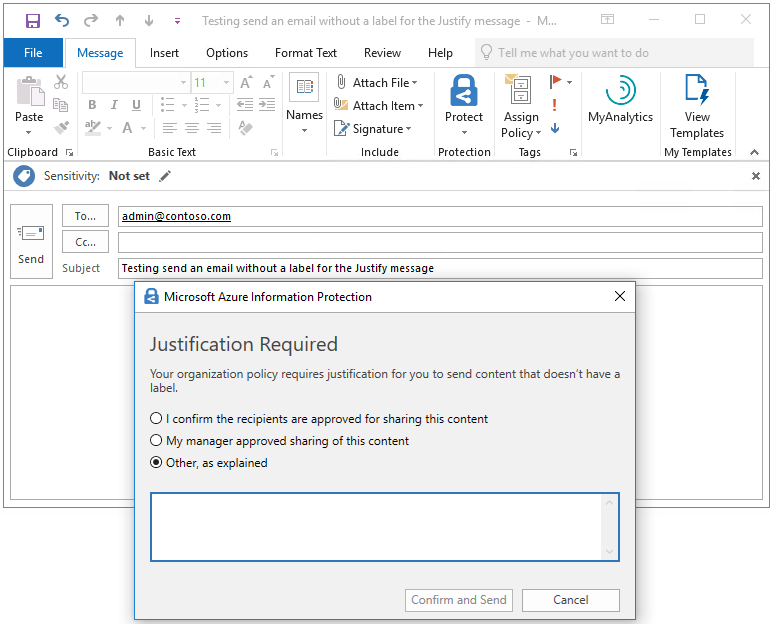 Testing send an email without a label for the Justify message - M...
File Message Insert Options Format Text Review Help Tell me what you want to do
Paste
Clipboard
11
B I U
ab A
Basic Text
Names
Attach File
Attach Item
Signature
Include
Protect
Protection
Assign
Policy
Tags
MyAnalytics
View
Templates
My Templates
Sensitivity: Not set
Send
To... admin@contoso.com
Cc...
Subject Testing send an email without a label for the Justify message
Microsoft Azure Information Protection
Justification Required
Your organization policy requires justification for you to send content that doesn't have a
label.
I confirm the recipients are approved for sharing this content
My manager approved sharing of this content
Other, as explained
Confirm and Send Cancel